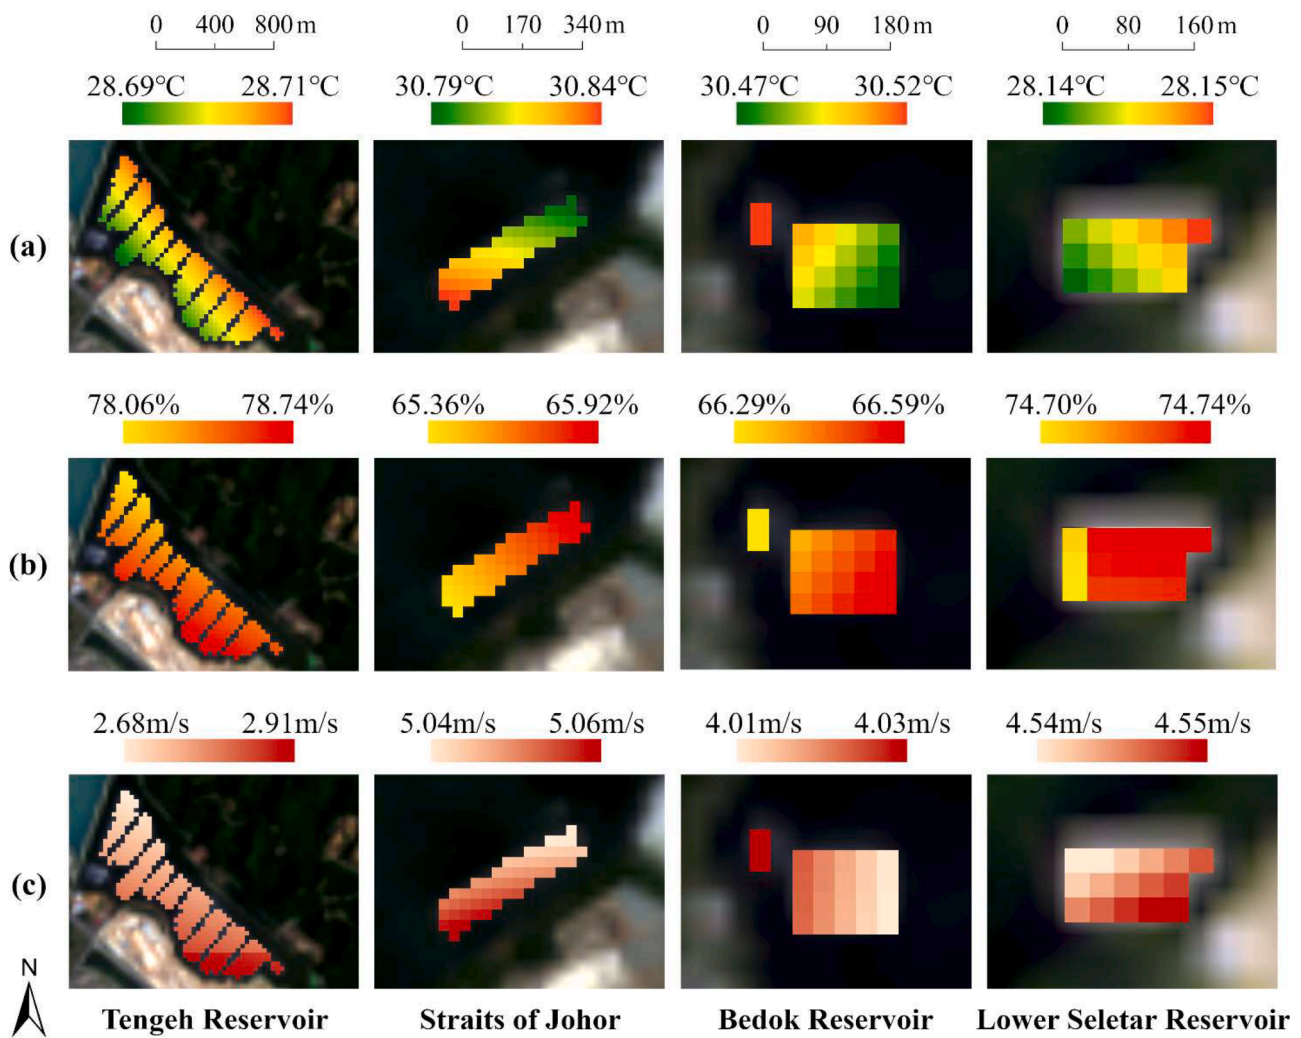 0 400 800 m
0 170 340 m
0 90 180 m
0 80 160 m
28.69°C 28.71°C
30.79°C 30.84°C
30.47°C 30.52°C
28.14°C 28.15°C
(a)
78.06% 78.74%
65.36% 65.92%
66.29% 66.59%
74.70% 74.74%
(b)
2.68m/s 2.91m/s
5.04m/s 5.06m/s
4.01m/s 4.03m/s
4.54m/s 4.55m/s
(c)
N
Tengeh Reservoir
Straits of Johor
Bedok Reservoir
Lower Seletar Reservoir